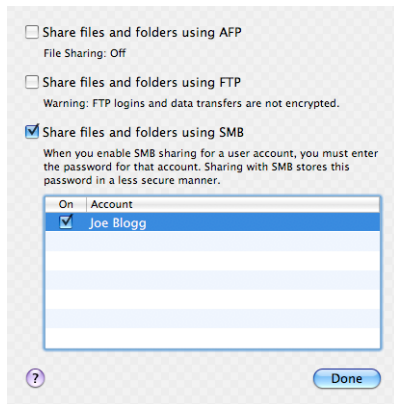 Share files and folders using AFP
File Sharing: Off
Share files and folders using FTP
Warning: FTP logins and data transfers are not encrypted.
Share files and folders using SMB
When you enable SMB sharing for a user account, you must enter
the password for that account. Sharing with SMB stores this
password in a less secure manner.
On Account
Joe Blogg
? Done